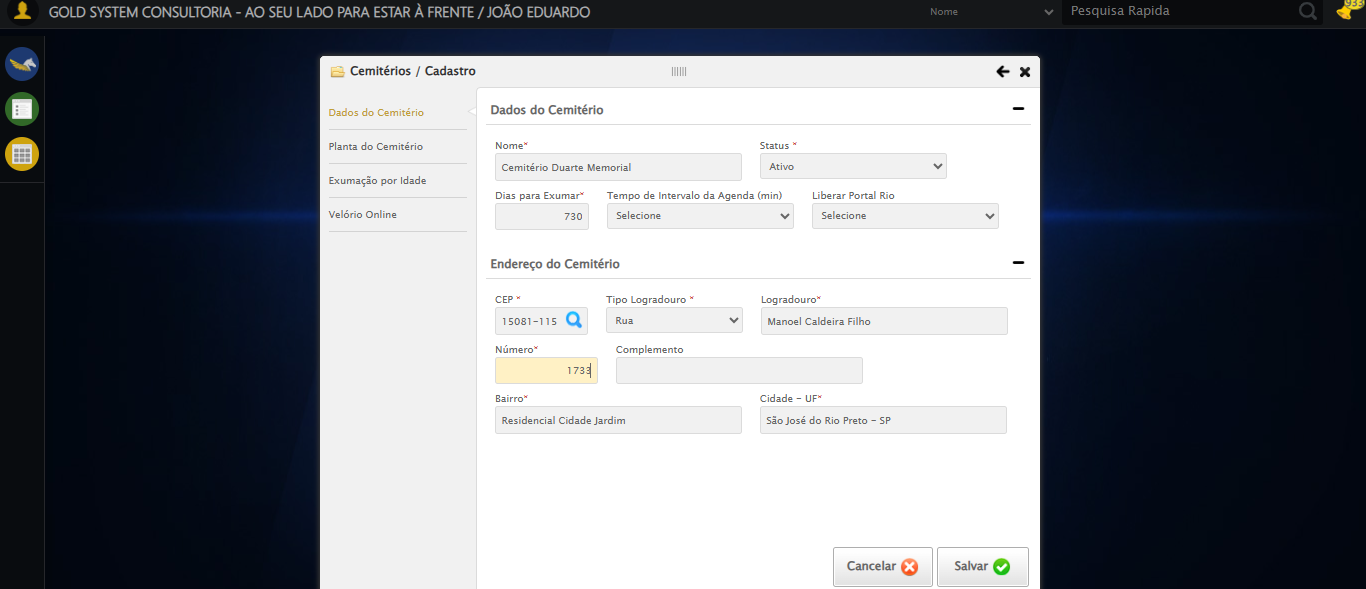 GOLD SYSTEM CONSULTORIA - AO SEU LADO PARA ESTAR À FRENTE / JOÃO EDUARDO
Nome
Pesquisa Rapida
933
Cemitérios / Cadastro
Dados do Cemitério
Planta do Cemitério
Exumação por Idade
Velório Online
Dados do Cemitério
Nome* Status *
Cemitério Duarte Memorial Ativo
Dias para Exumar* Tempo de Intervalo da Agenda (min) Liberar Portal Rio
730 Selecione Selecione
Endereço do Cemitério
CEP * Tipo Logradouro * Logradouro*
15081-115 Rua Manoel Caldeira Filho
Número* Complemento
1733
Bairro* Cidade - UF*
Residencial Cidade Jardim São José do Rio Preto - SP
Cancelar Salvar